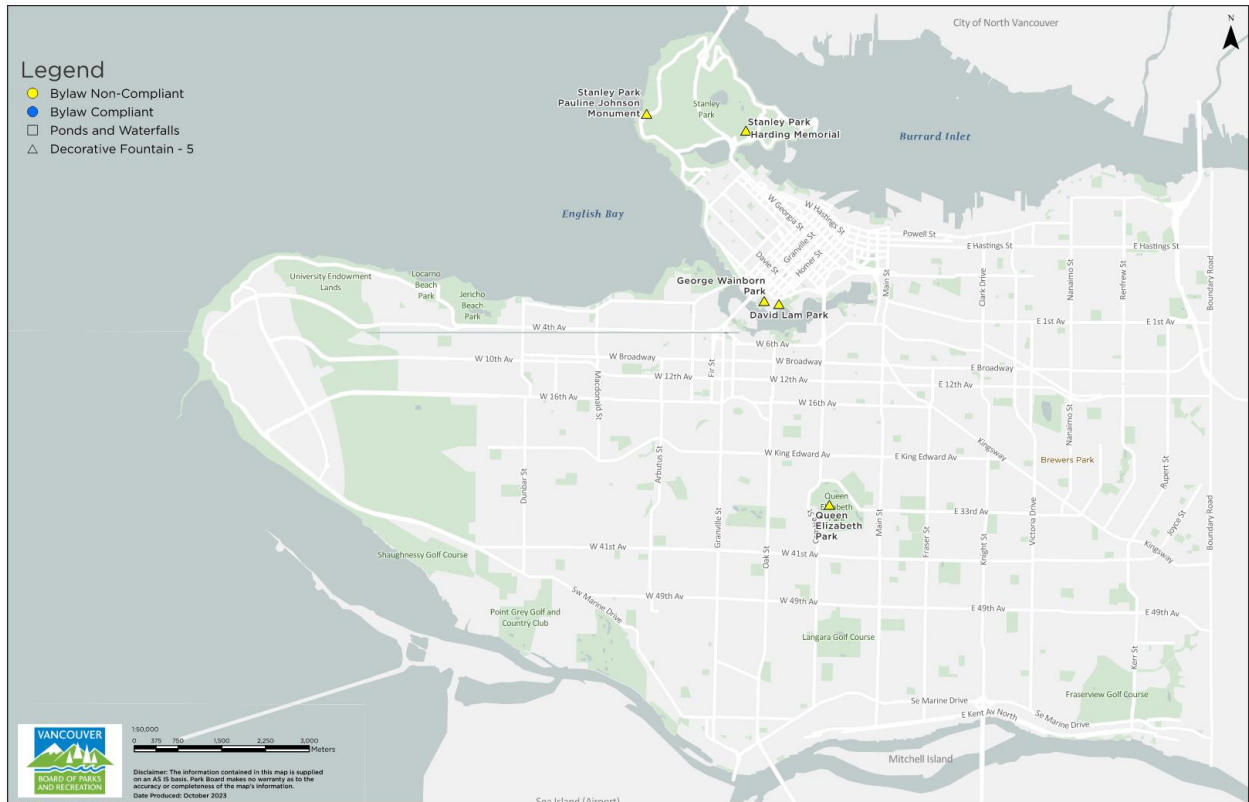 City of North Vancouver
N
Legend
Bylaw Non-Compliant
Bylaw Compliant
Ponds and Waterfalls
Decorative Fountain - 5
Stanley Park
Pauline Johnson
Monument
Stanley
Park
Stanley Park
Harding Memorial
Burrard Inlet
English Bay
W Georgia St
W Hastings St
Granville St
Davie St
Homer St
Powell St
E Hastings St
E Hastings St
Main St
Clark Drive
Nanaimo St
Renfrew St
Boundary Road
University Endowment
Lands
Locarno
Beach
Park
Jericho
Beach
Park
George Wainborn
Park
David Lam Park
W 4th Av
E 1st Av
E 1st Av
W 6th Av
W 10th Av
W Broadway
W Broadway
E Broadway
Fir St
Macdonald St
W 12th Av
W 12th Av
E 12th Av
W 16th Av
W 16th Av
Nanaimo St
Kingsway
W King Edward Av
E King Edward Av
Brewers Park
Arbutus St
Dunbar St
Rupert St
Queen
Queen
Elizabeth
Park
E 33rd Av
Granville St
Oak St
Main St
Fraser St
Knight St
Victoria Drive
Joyce St
Boundary Road
Shaughnessy Golf Course
W 41st Av
W 41st Av
Kingsway
Sw Marine Drive
W 49th Av
W 49th Av
E 49th Av
E 49th Av
Point Grey Golf and
Country Club
Langara Golf Course
Kerr St
Fraserview Golf Course
Se Marine Drive
E Kent Av North
Se Marine Drive
Mitchell Island
VANCOUVER
BOARD OF PARKS
AND RECREATION
1:50,000
0 375 750 1,500 2,250 3,000
Meters
Disclaimer: The information contained in this map is supplied
on an AS IS basis. Park Board makes no warranty as to the
accuracy or completeness of the map's information.
Date Produced: October 2023
Sea Island (Airport)